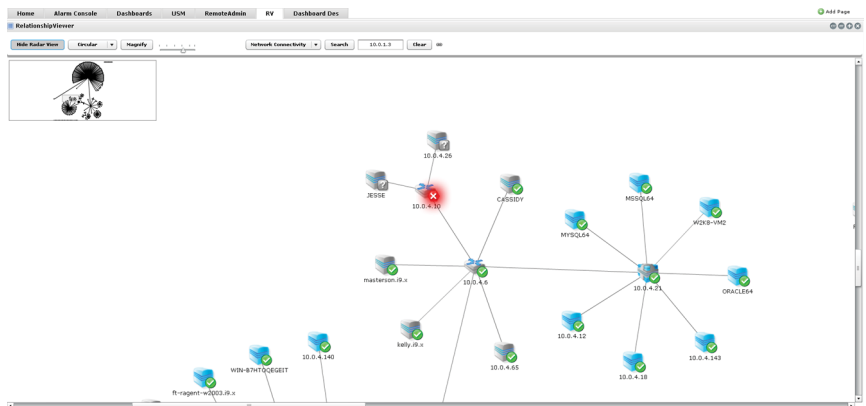 Home Alarm Console Dashboards USM RemoteAdmin RV Dashboard Des Add Page
RelationshipViewer
Hide Radar View Circular Magnify Network Connectivity Search 10.0.1.3 Clear
10.0.4.26
JESSE
10.0.4.10
CASSIDY
MSSQL64
W2K8-VM2
MYSQL64
masterson.i9.x
10.0.4.6
10.0.4.21
ORACLE64
10.0.4.12
kelly.i9.x
10.0.4.140
10.0.4.143
10.0.4.65
WIN-B7HTOQEGEIT
10.0.4.18
ft-ragent-w2003.i9.x